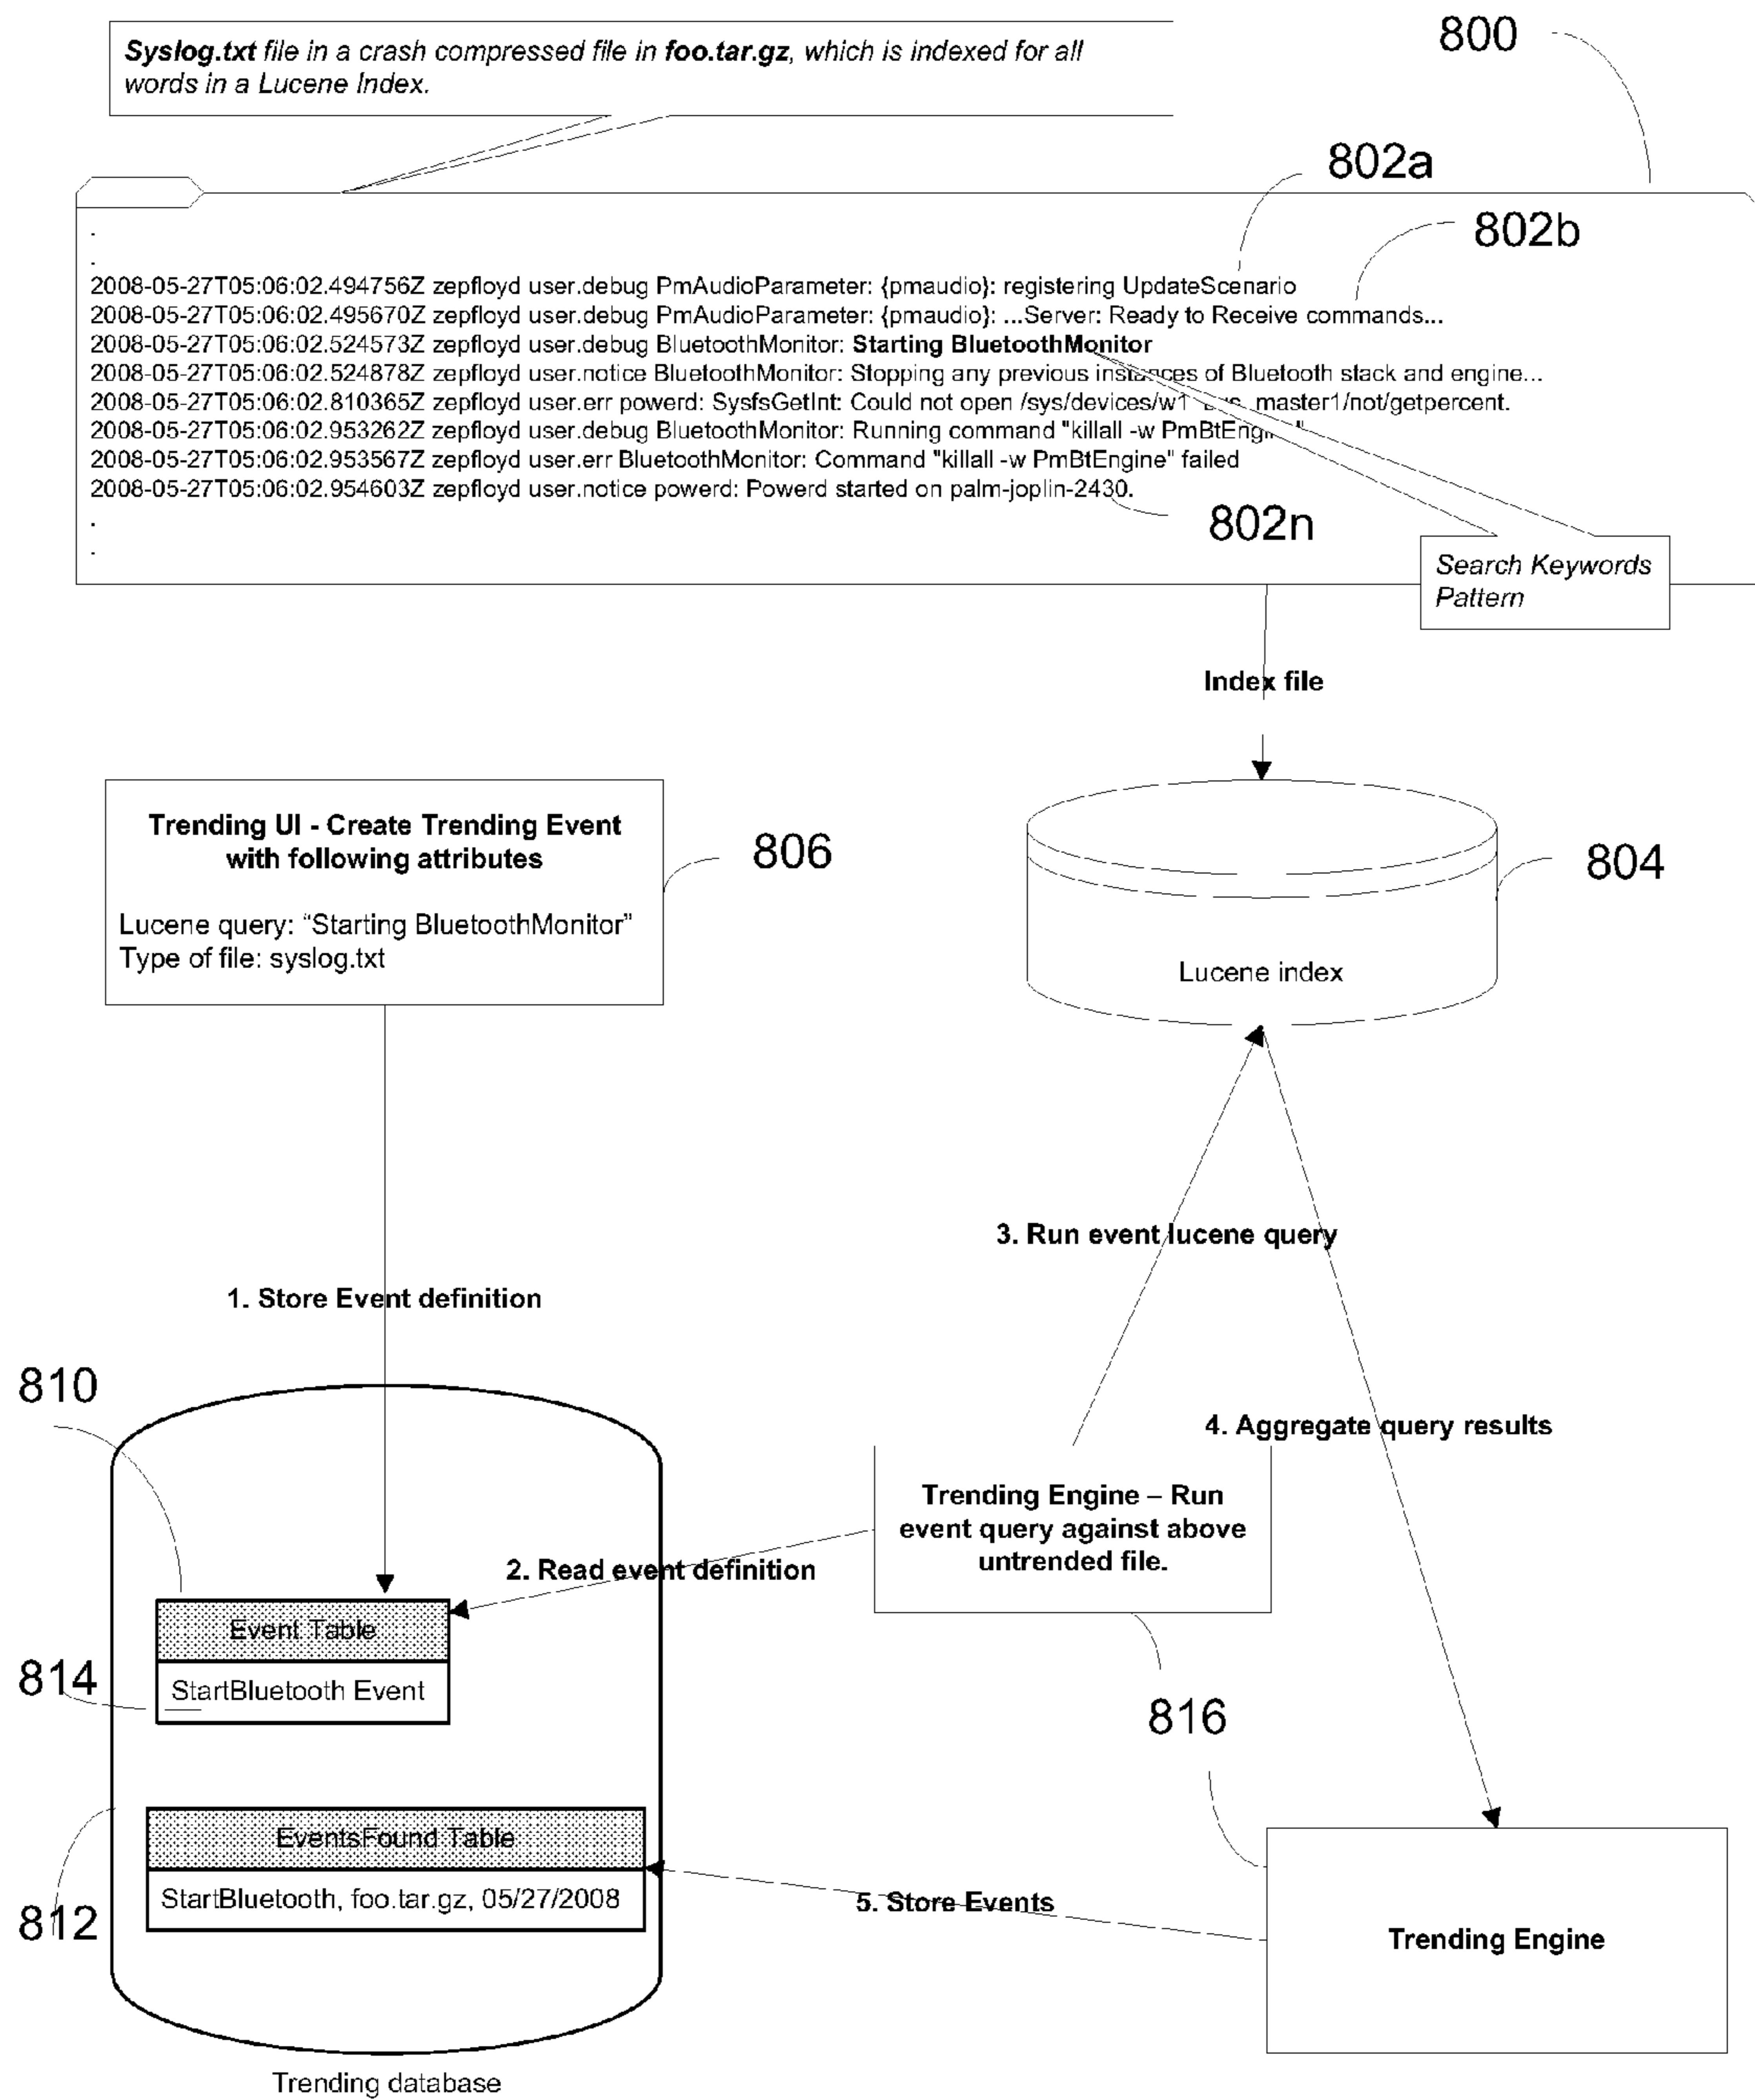 Syslog.txt file in a crash compressed file in foo.tar.gz, which is indexed for all
words in a Lucene Index.
800
802a
802b
.
.
2008-05-27T05:06:02.494756Z zepfloyd user.debug PmAudioParameter: {pmaudio}: registering UpdateScenario
2008-05-27T05:06:02.495670Z zepfloyd user.debug PmAudioParameter: {pmaudio}: ...Server: Ready to Receive commands...
2008-05-27T05:06:02.524573Z zepfloyd user.debug BluetoothMonitor: Starting BluetoothMonitor
2008-05-27T05:06:02.524878Z zepfloyd user.notice BluetoothMonitor: Stopping any previous instances of Bluetooth stack and engine...
2008-05-27T05:06:02.810365Z zepfloyd user.err powerd: SysfsGetInt: Could not open master1/not/getpercent.
2008-05-27T05:06:02.953262Z zepfloyd user.debug BluetoothMonitor: Running command "killall -w PmBtEngine"
2008-05-27T05:06:02.953567Z zepfloyd user.err BluetoothMonitor: Command "killall -w PmBtEngine" failed
2008-05-27T05:06:02.954603Z zepfloyd user.notice powerd: Powerd started on palm-joplin-2430.
.
.
802n
Search Keywords
Pattern
Index file
Trending UI - Create Trending Event
with following attributes
Lucene query: “Starting BluetoothMonitor”
Type of file: syslog.txt
806
804
Lucene index
3. Run event lucene query
1. Store Event definition
810
4. Aggregate query results
Trending Engine – Run
event query against above
untrended file.
2. Read event definition
Event Table
814
StartBluetooth Event
816
EventsFound Table
StartBluetooth, foo.tar.gz, 05/27/2008
812
5. Store Events
Trending Engine
Trending database